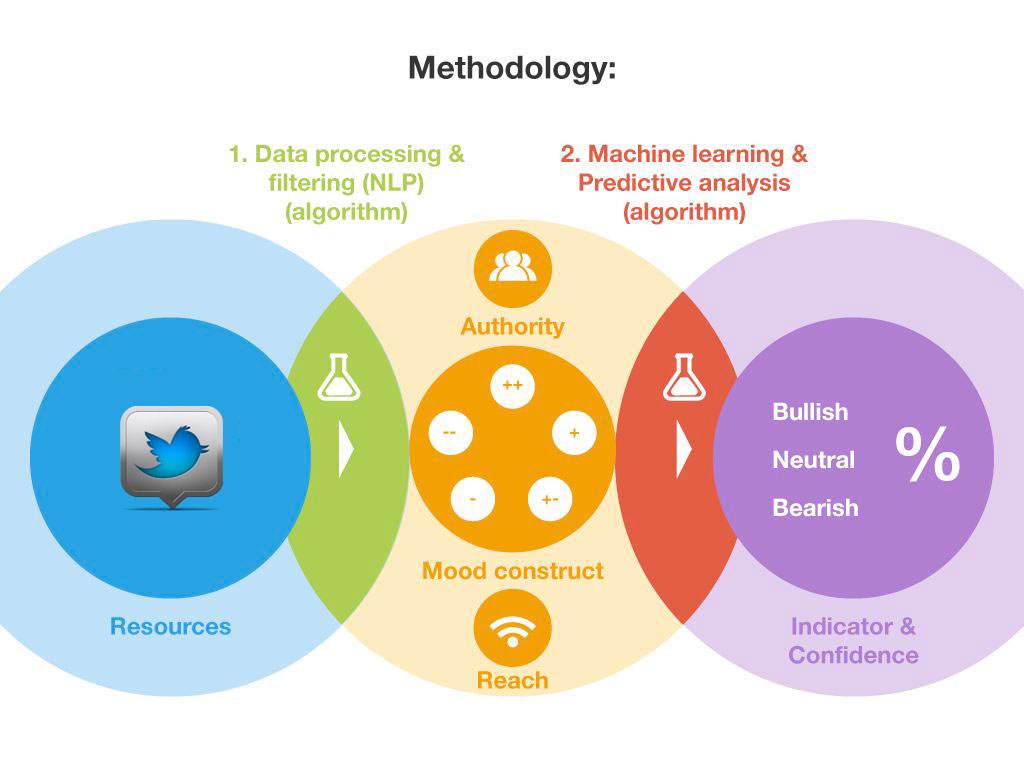 Methodology:
1. Data processing &
filtering (NLP)
(algorithm)
2. Machine learning &
Predictive analysis
(algorithm)
Authority
++
--
+
-
+-
Mood construct
Reach
Resources
Bullish
Neutral
Bearish
%
Indicator &
Confidence